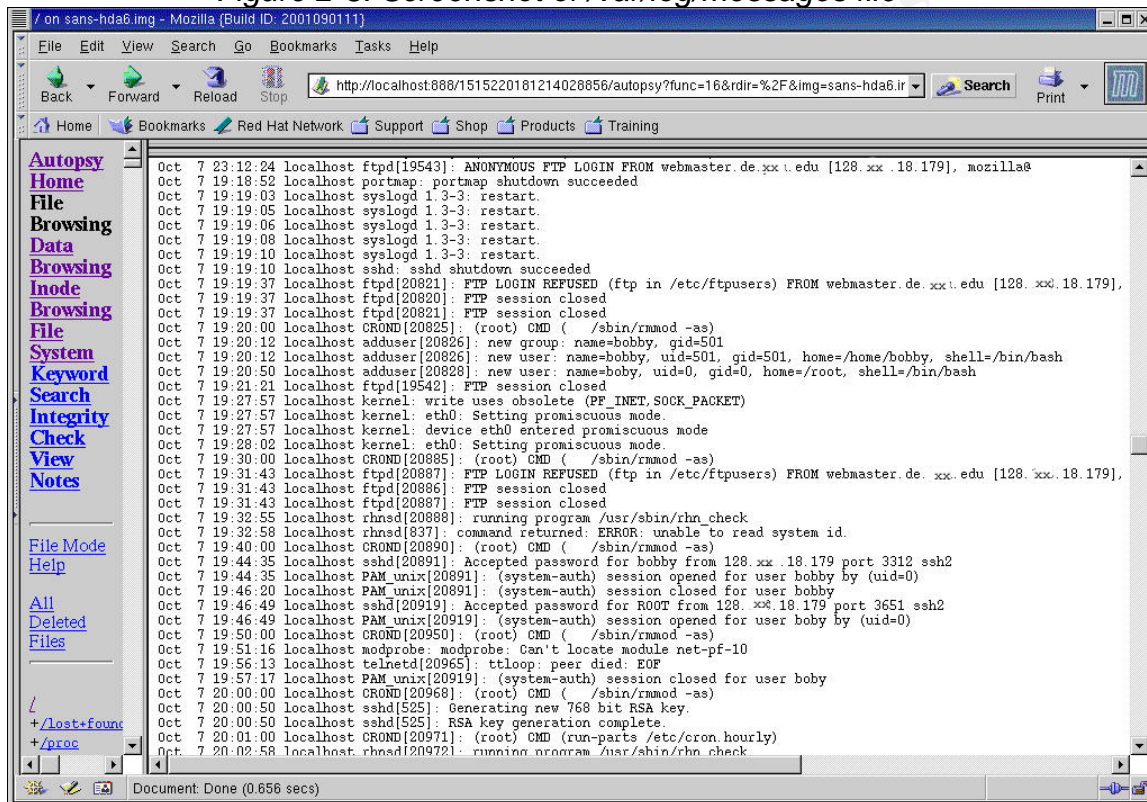 / on sans-hda6.img - Mozilla {Build ID: 2001090111}
File Edit View Search Go Bookmarks Tasks Help
Back Forward Reload Stop http://localhost:888/1515220181214028856/autopsy?func=16&rdir=%2F&img=sans-hda6.ir Search Print
Home Bookmarks Red Hat Network Support Shop Products Training
Autopsy
Home
File
Browsing
Data
Browsing
Inode
Browsing
File
System
Keyword
Search
Integrity
Check
View
Notes
File Mode
Help
All
Deleted
Files
/
+/lost+found
+/proc
Oct 7 23:12:24 localhost ftpd[19543]: ANONYMOUS FTP LOGIN FROM webmaster.de.xx.edu [128.xx.18.179], mozilla@
Oct 7 19:18:52 localhost portmap: portmap shutdown succeeded
Oct 7 19:19:03 localhost syslogd 1.3-3: restart.
Oct 7 19:19:05 localhost syslogd 1.3-3: restart.
Oct 7 19:19:06 localhost syslogd 1.3-3: restart.
Oct 7 19:19:08 localhost syslogd 1.3-3: restart.
Oct 7 19:19:10 localhost syslogd 1.3-3: restart.
Oct 7 19:19:10 localhost sshd: sshd shutdown succeeded
Oct 7 19:19:37 localhost ftpd[20821]: FTP LOGIN REFUSED (ftp in /etc/ftpusers) FROM webmaster.de.xx.edu [128.xx.18.179],
Oct 7 19:19:37 localhost ftpd[20820]: FTP session closed
Oct 7 19:19:37 localhost ftpd[20821]: FTP session closed
Oct 7 19:20:00 localhost CROND[20825]: (root) CMD ( /sbin/rmmod -as)
Oct 7 19:20:12 localhost adduser[20826]: new group: name=bobby, gid=501
Oct 7 19:20:12 localhost adduser[20826]: new user: name=bobby, uid=501, gid=501, home=/home/bobby, shell=/bin/bash
Oct 7 19:20:50 localhost adduser[20828]: new user: name=boby, uid=0, gid=0, home=/root, shell=/bin/bash
Oct 7 19:21:21 localhost ftpd[19542]: FTP session closed
Oct 7 19:27:57 localhost kernel: write uses obsolete (PF_INET,SOCK_PACKET)
Oct 7 19:27:57 localhost kernel: eth0: Setting promiscuous mode.
Oct 7 19:27:57 localhost kernel: device eth0 entered promiscuous mode
Oct 7 19:28:02 localhost kernel: eth0: Setting promiscuous mode.
Oct 7 19:30:00 localhost CROND[20885]: (root) CMD ( /sbin/rmmod -as)
Oct 7 19:31:43 localhost ftpd[20887]: FTP LOGIN REFUSED (ftp in /etc/ftpusers) FROM webmaster.de.xx.edu [128.xx.18.179],
Oct 7 19:31:43 localhost ftpd[20886]: FTP session closed
Oct 7 19:31:43 localhost ftpd[20887]: FTP session closed
Oct 7 19:32:55 localhost rhnsd[20888]: running program /usr/sbin/rhn_check
Oct 7 19:32:58 localhost rhnsd[837]: command returned: ERROR: unable to read system id.
Oct 7 19:40:00 localhost CROND[20890]: (root) CMD ( /sbin/rmmod -as)
Oct 7 19:44:35 localhost sshd[20891]: Accepted password for bobby from 128.xx.18.179 port 3312 ssh2
Oct 7 19:44:35 localhost PAM_unix[20891]: (system-auth) session opened for user bobby by (uid=0)
Oct 7 19:46:20 localhost PAM_unix[20891]: (system-auth) session closed for user bobby
Oct 7 19:46:49 localhost sshd[20919]: Accepted password for ROOT from 128.xx.18.179 port 3651 ssh2
Oct 7 19:46:49 localhost PAM_unix[20919]: (system-auth) session opened for user boby by (uid=0)
Oct 7 19:50:00 localhost CROND[20950]: (root) CMD ( /sbin/rmmod -as)
Oct 7 19:51:16 localhost modprobe: modprobe: Can't locate module net-pf-10
Oct 7 19:56:13 localhost telnetd[20965]: ttloop: peer died: EOF
Oct 7 19:57:17 localhost PAM_unix[20919]: (system-auth) session closed for user boby
Oct 7 20:00:00 localhost CROND[20968]: (root) CMD ( /sbin/rmmod -as)
Oct 7 20:00:50 localhost sshd[525]: Generating new 768 bit RSA key.
Oct 7 20:00:50 localhost sshd[525]: RSA key generation complete.
Oct 7 20:01:00 localhost CROND[20971]: (root) CMD (run-parts /etc/cron.hourly)
Oct 7 20:02:58 localhost rhnsd[20972]: running program /usr/sbin/rhn_check
Document: Done (0.656 secs)